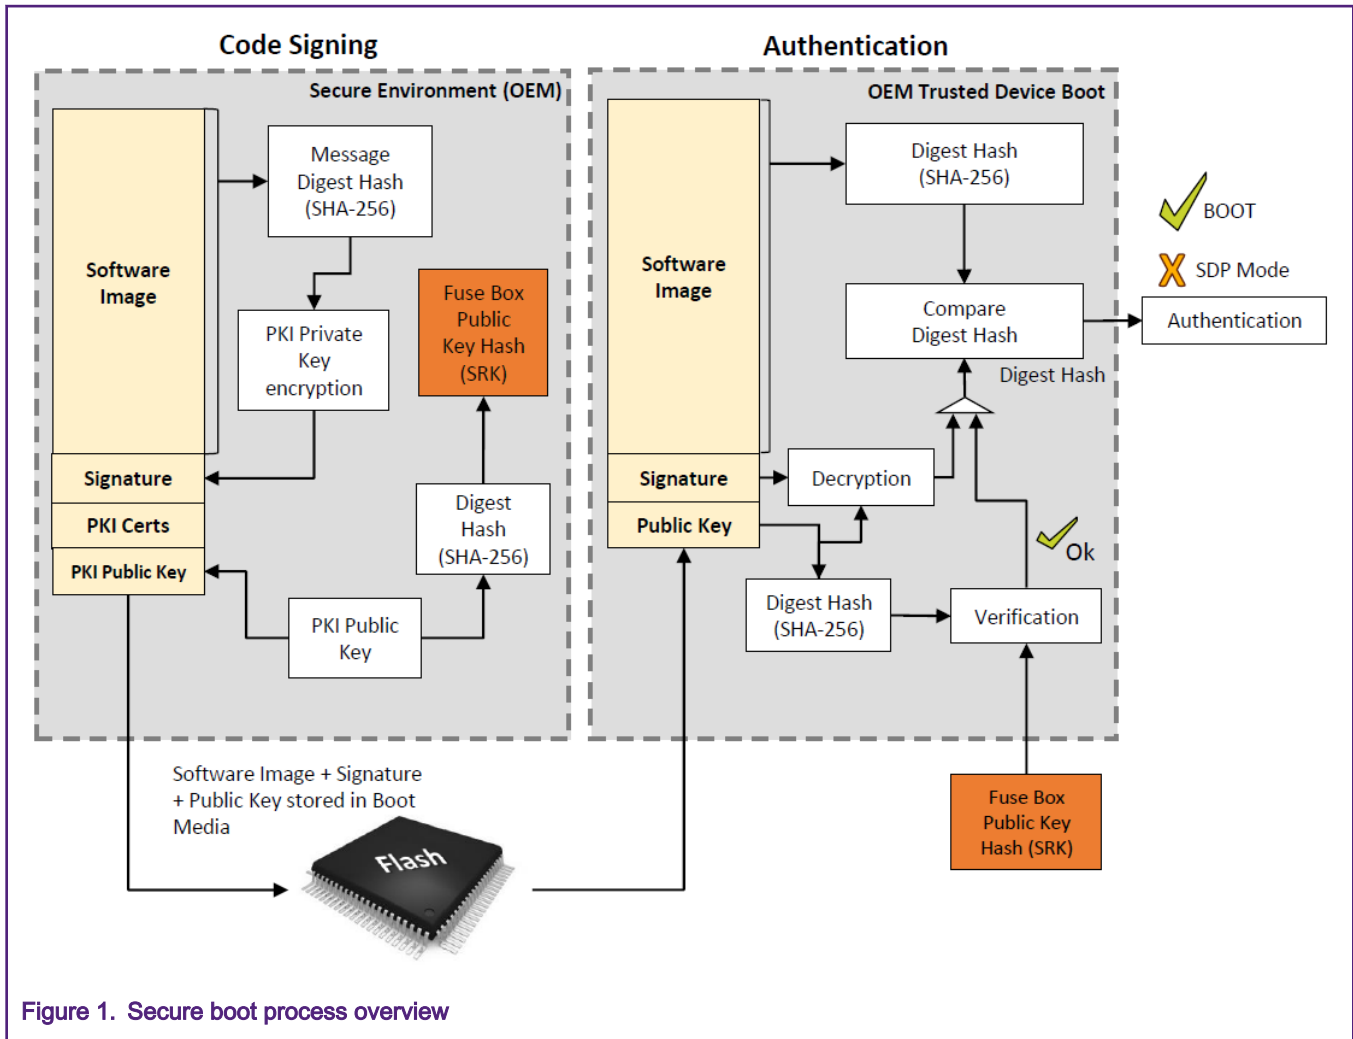 Code Signing
Secure Environment (OEM)
Software
Image
Message
Digest Hash
(SHA-256)
PKI Private
Key
encryption
Fuse Box
Public
Key Hash
(SRK)
Signature
PKI Certs
PKI Public Key
Digest
Hash
(SHA-256)
PKI Public
Key
Authentication
OEM Trusted Device Boot
Software
Image
Digest Hash
(SHA-256)
Compare
Digest Hash
Digest Hash
BOOT
SDP Mode
Authentication
Signature
Public Key
Decryption
Digest Hash
(SHA-256)
Ok
Verification
Fuse Box
Public Key
Hash (SRK)
Software Image + Signature
+ Public Key stored in Boot
Media
Flash
Figure 1. Secure boot process overview